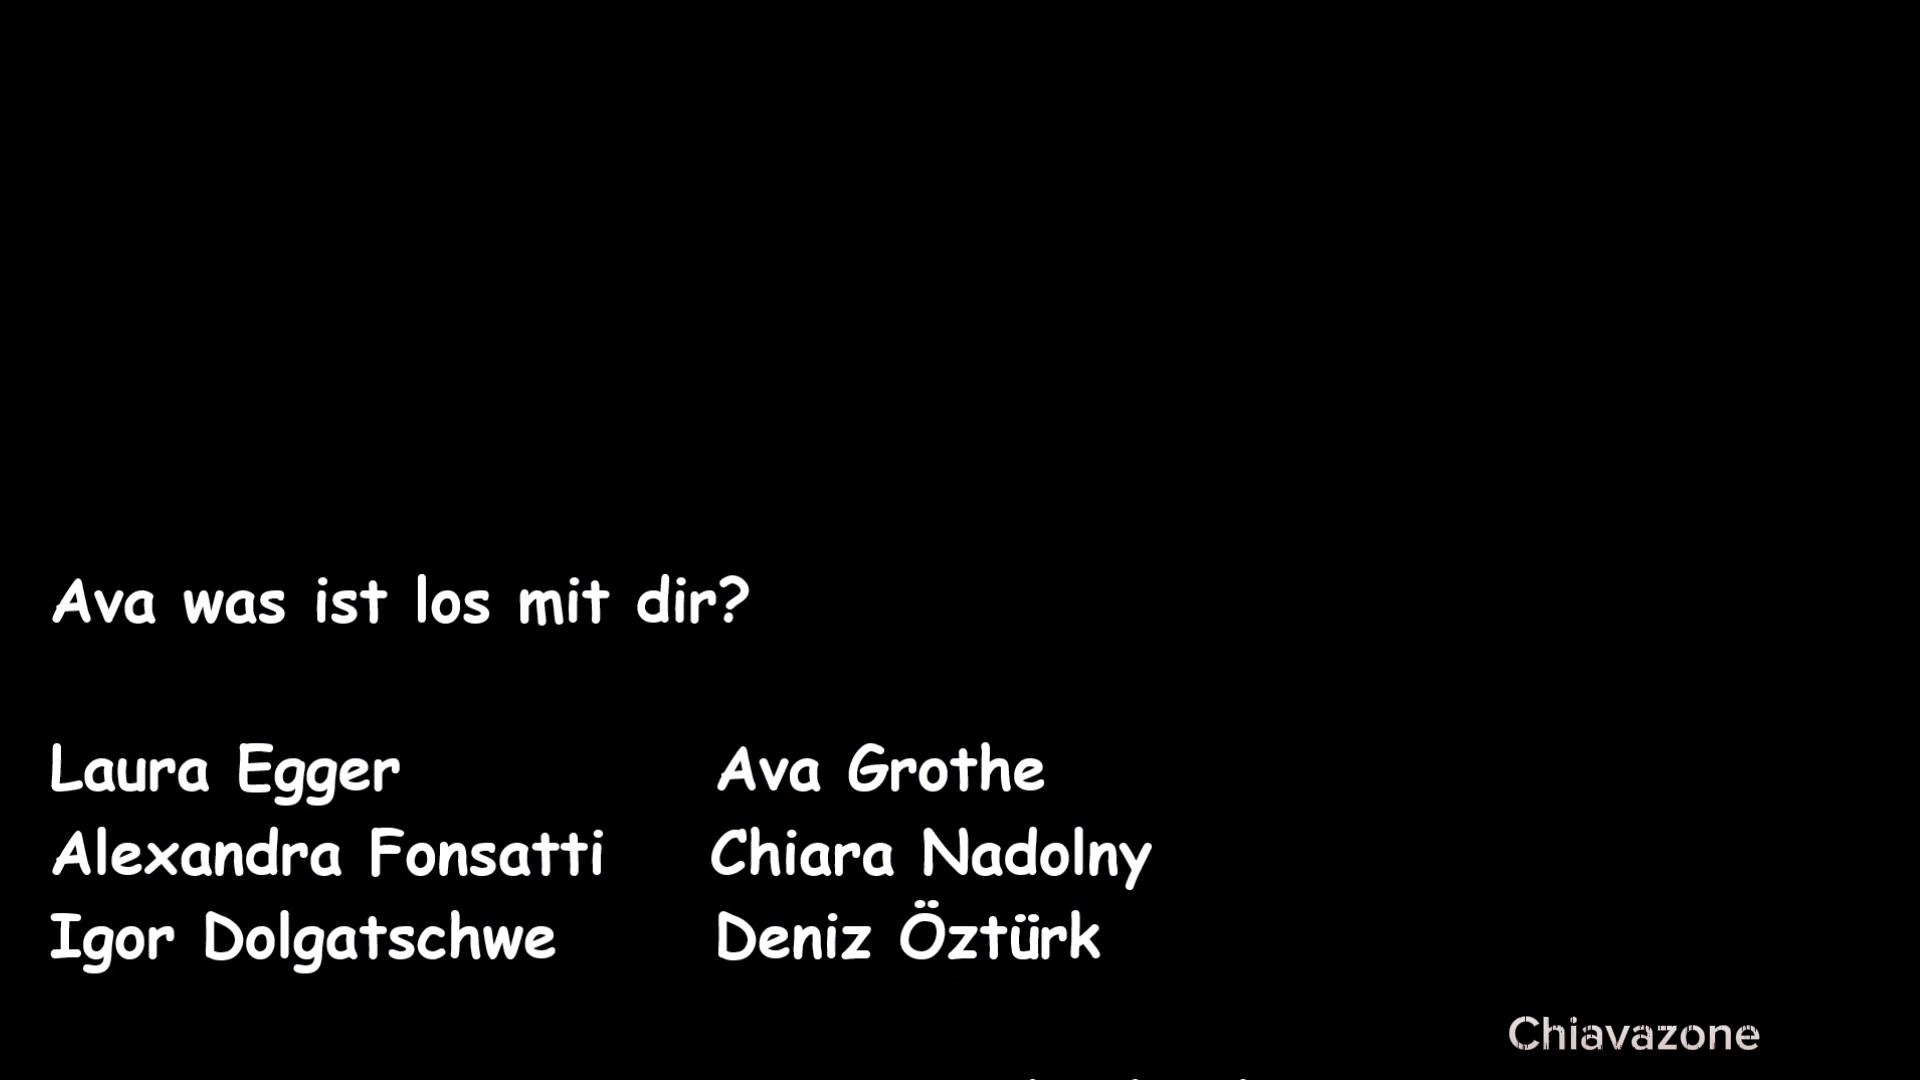 Ava was ist los mit dir?
Laura Egger Ava Grothe
Alexandra Fonsatti Chiara Nadolny
Igor Dolgatschwe Deniz Öztürk
Chiavazone